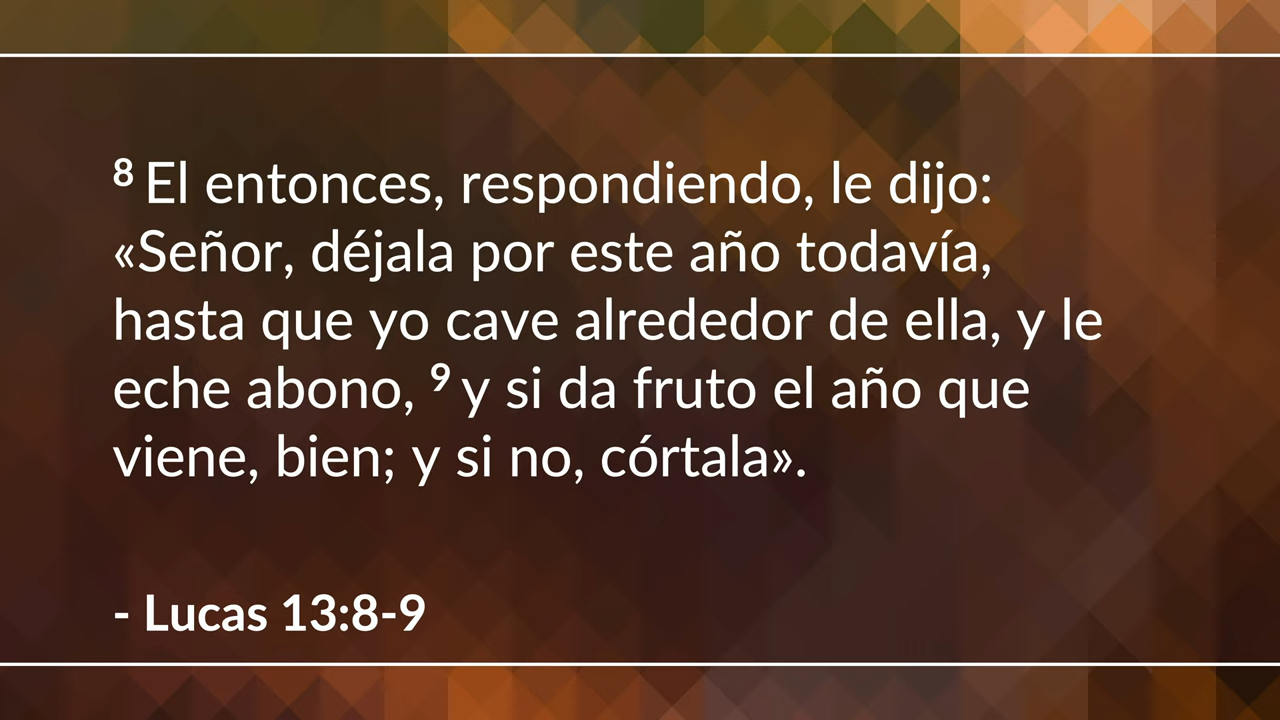 8 El entonces, respondiendo, le dijo:
«Señor, déjala por este año todavía,
hasta que yo cave alrededor de ella, y le
eche abono, 9 y si da fruto el año que
viene, bien; y si no, córtala».
- Lucas 13:8-9